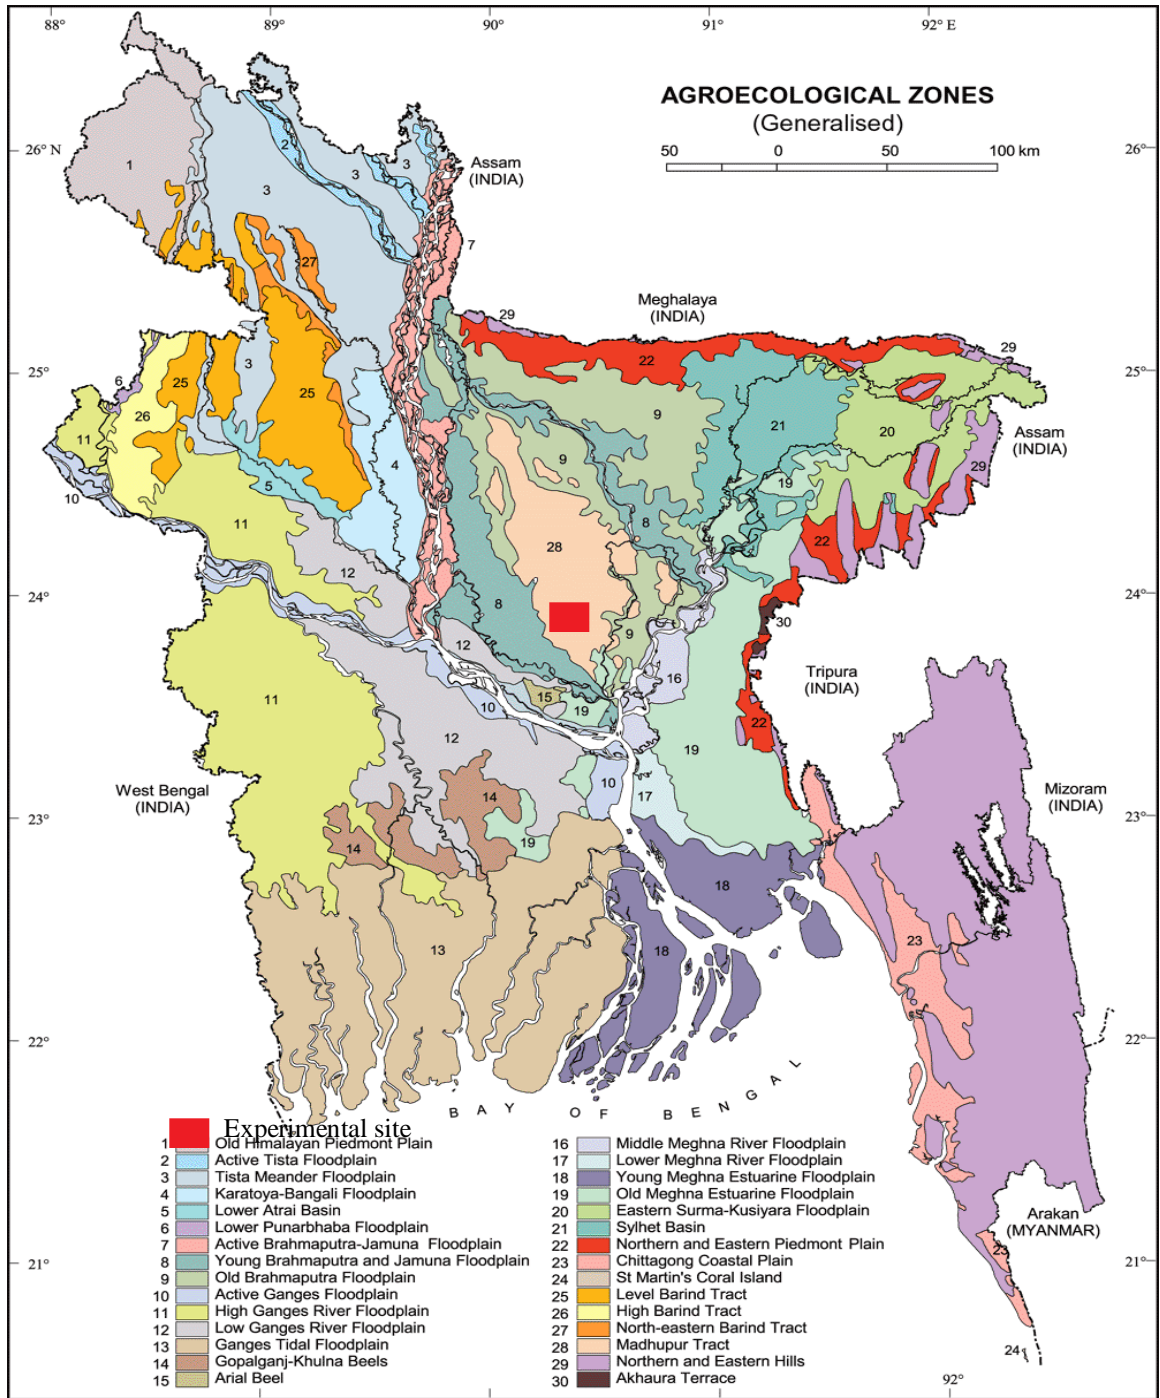 88° 89° 90° 91° 92° E
AGROECOLOGICAL ZONES
(Generalised)
50 0 50 100 km
26° N
26°
25°
25°
24°
24°
23°
23°
22°
22°
21°
21°
92°
Assam
(INDIA)
Meghalaya
(INDIA)
Assam
(INDIA)
Tripura
(INDIA)
West Bengal
(INDIA)
Mizoram
(INDIA)
Arakan
(MYANMAR)
BAY OF BENGAL
1
2
3
3
3
7
27
29
22
29
3
25
25
6
26
11
10
4
9
9
21
20
19
29
5
11
8
28
22
12
8
12
9
30
16
11
10
15
19
12
19
22
10
17
14
14
19
18
13
18
23
23
24
Experimental site
1 Old Himalayan Piedmont Plain
2 Active Tista Floodplain
3 Tista Meander Floodplain
4 Karatoya-Bangali Floodplain
5 Lower Atrai Basin
6 Lower Punarbhaba Floodplain
7 Active Brahmaputra-Jamuna Floodplain
8 Young Brahmaputra and Jamuna Floodplain
9 Old Brahmaputra Floodplain
10 Active Ganges Floodplain
11 High Ganges River Floodplain
12 Low Ganges River Floodplain
13 Ganges Tidal Floodplain
14 Gopalganj-Khulna Beels
15 Arial Beel
16 Middle Meghna River Floodplain
17 Lower Meghna River Floodplain
18 Young Meghna Estuarine Floodplain
19 Old Meghna Estuarine Floodplain
20 Eastern Surma-Kusiyara Floodplain
21 Sylhet Basin
22 Northern and Eastern Piedmont Plain
23 Chittagong Coastal Plain
24 St Martin's Coral Island
25 Level Barind Tract
26 High Barind Tract
27 North-eastern Barind Tract
28 Madhupur Tract
29 Northern and Eastern Hills
30 Akhaura Terrace